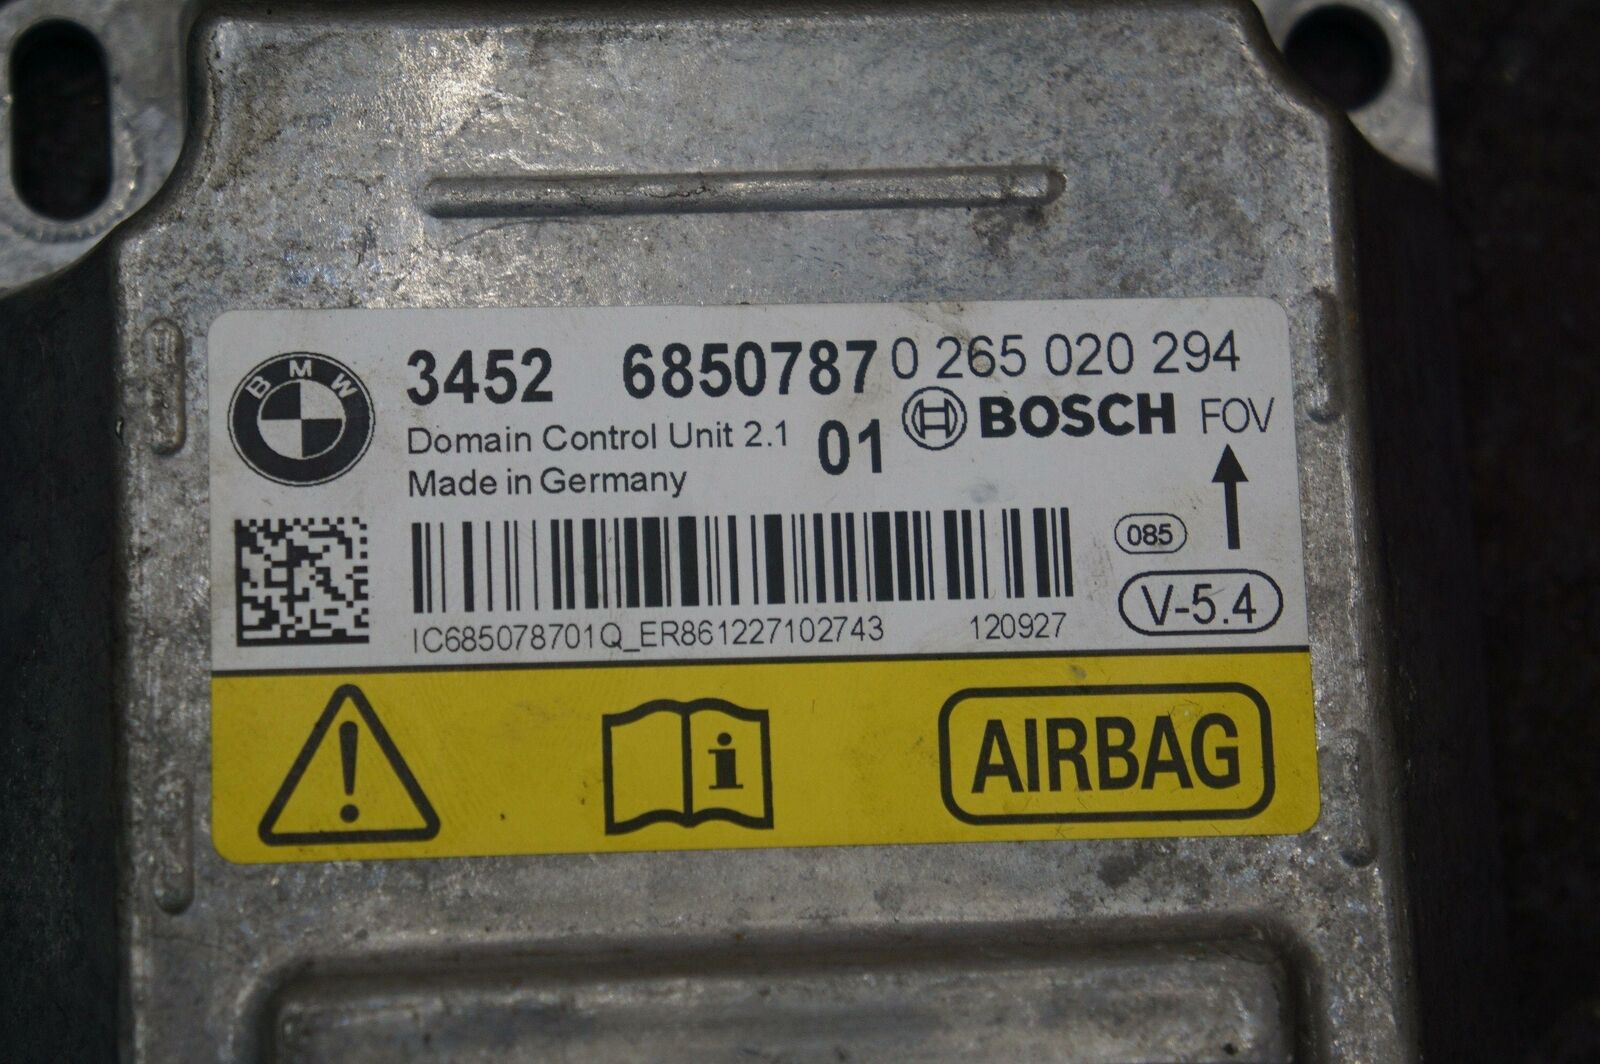 BMW
3452 6850787 0 265 020 294
Domain Control Unit 2.1 01 BOSCH FOV
Made in Germany
085
V-5.4
IC685078701Q_ER861227102743 120927
AIRBAG